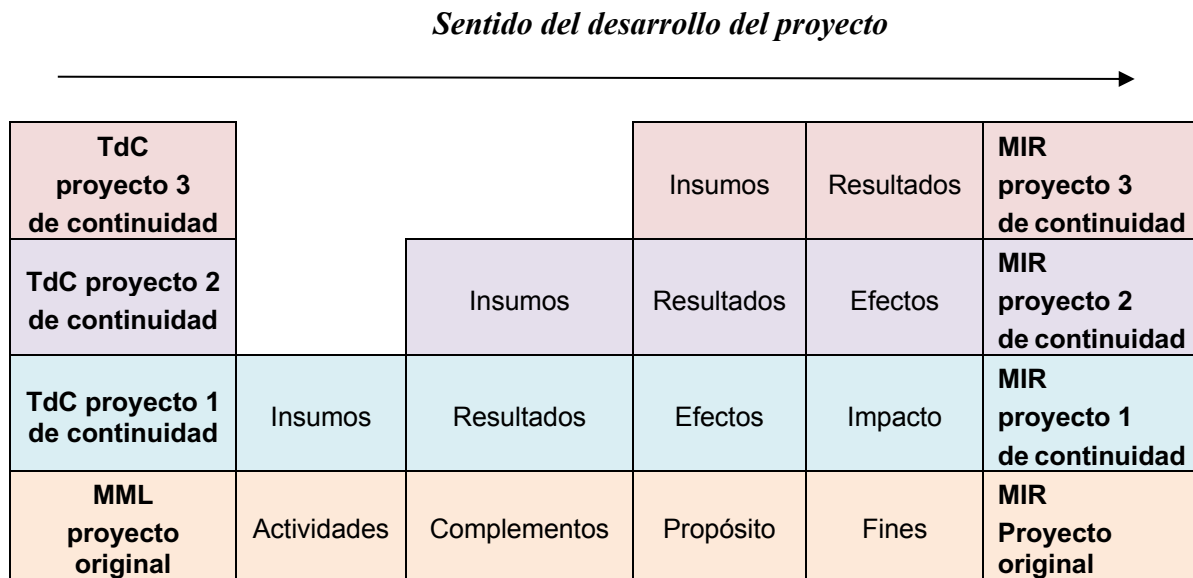 Sentido del desarrollo del proyecto
TdC
proyecto 3
de continuidad
Insumos
Resultados
MIR
proyecto 3
de continuidad
TdC proyecto 2
de continuidad
Insumos
Resultados
Efectos
MIR
proyecto 2
de continuidad
TdC proyecto 1
de continuidad
Insumos
Resultados
Efectos
Impacto
MIR
proyecto 1
de continuidad
MML
proyecto
original
Actividades
Complementos
Propósito
Fines
MIR
Proyecto
original